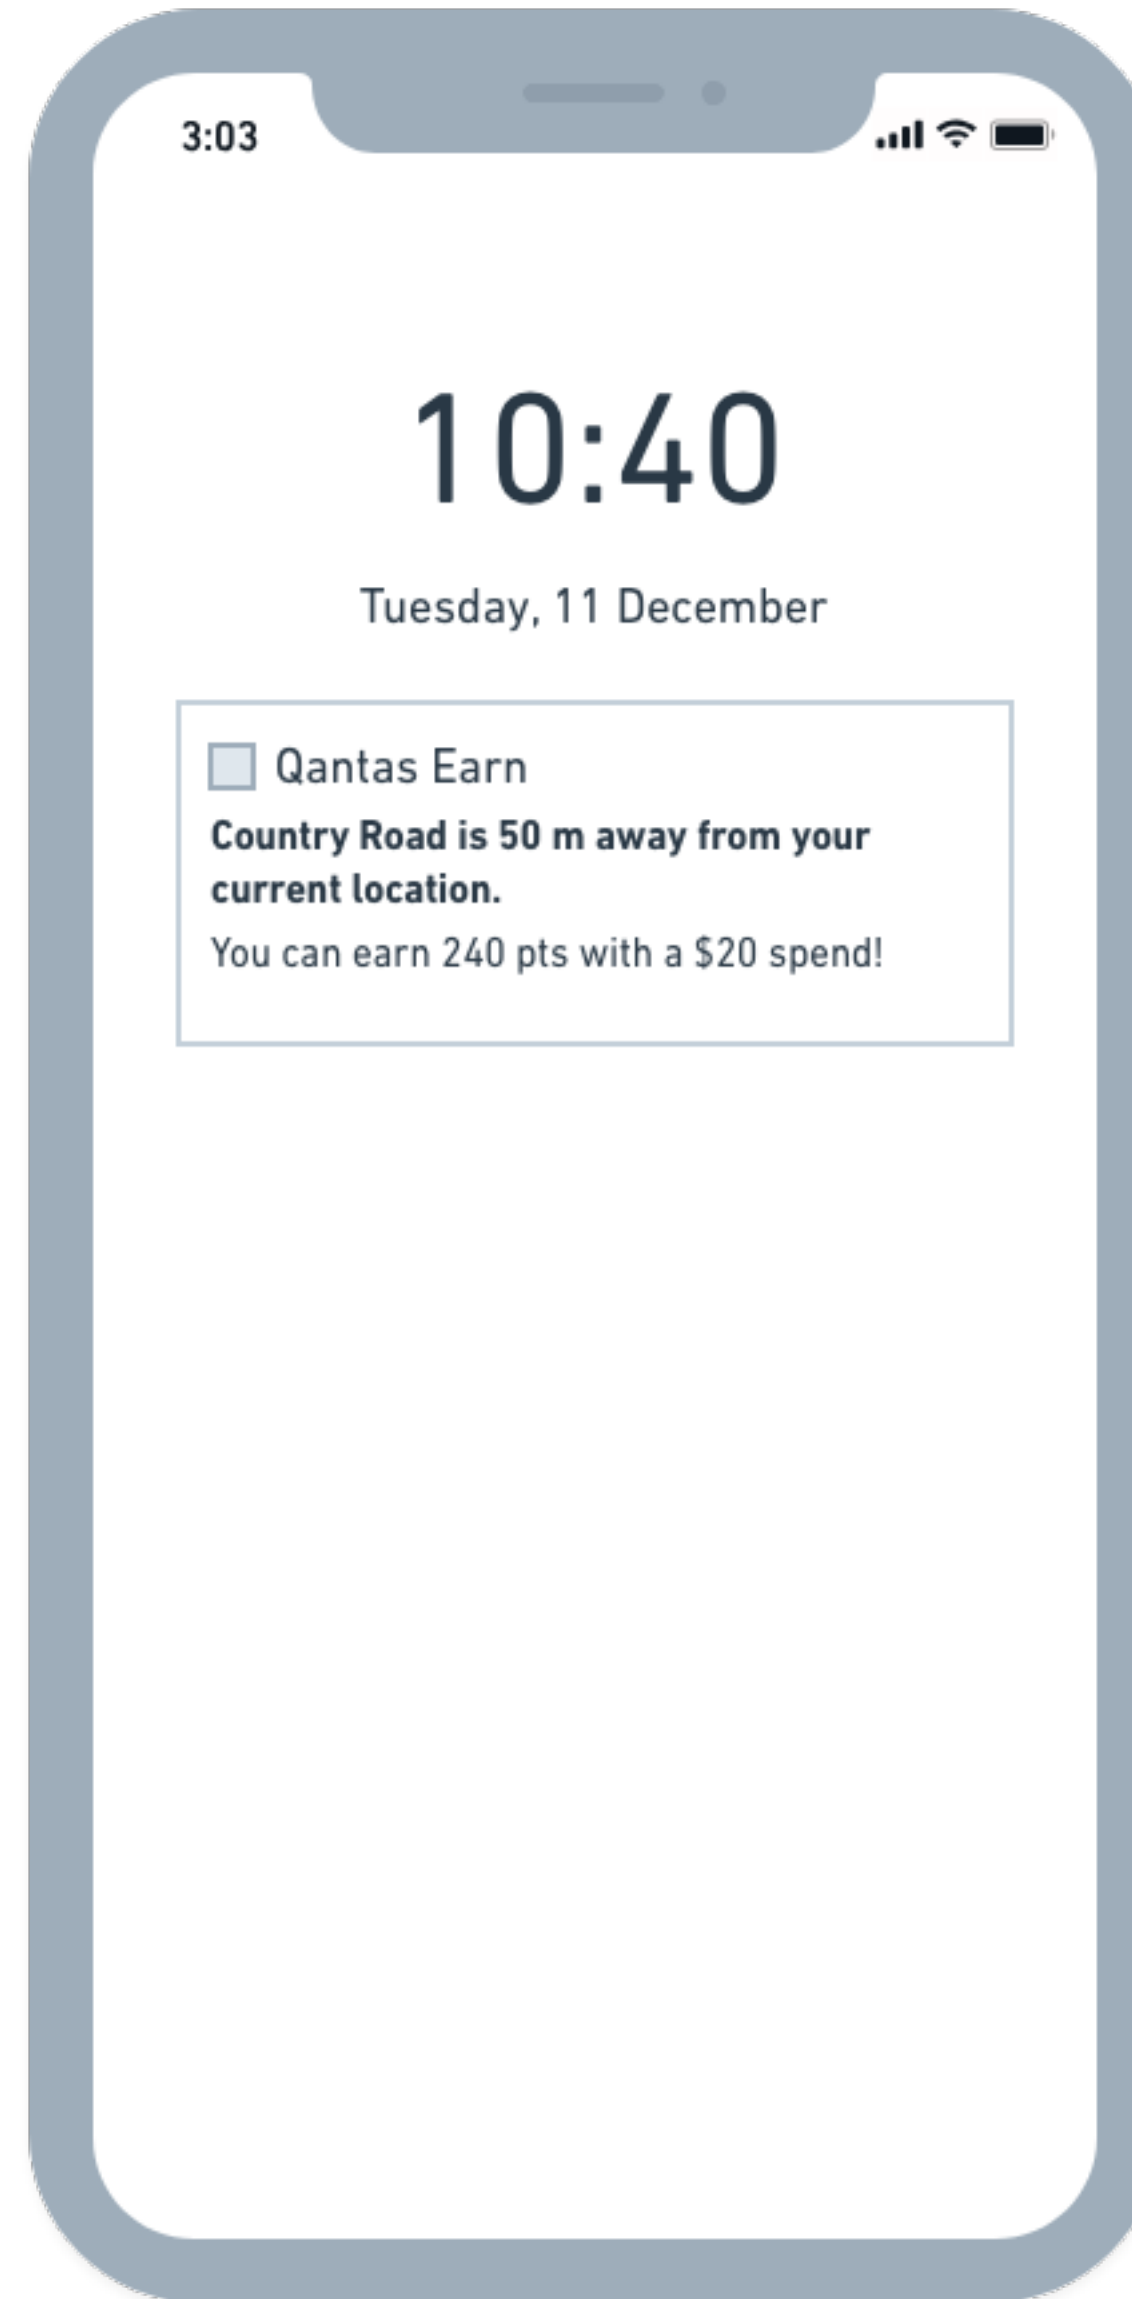 3:03
10:40
Tuesday, 11 December
Qantas Earn
Country Road is 50 m away from your
current location.
You can earn 240 pts with a $20 spend!